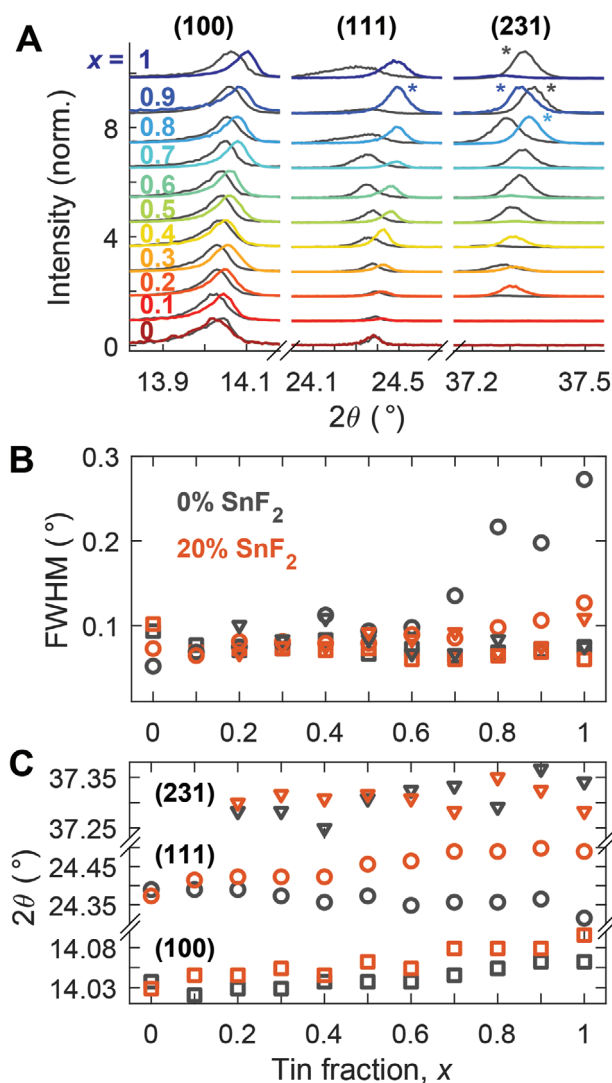 A
(100) (111) (231)
x = 1
0.9
0.8
0.7
0.6
0.5
0.4
0.3
0.2
0.1
0
* * * * * *
Intensity (norm.)
8
4
0
13.9 14.1 24.1 24.5 37.2 37.5
2θ ( ° )
B
0% SnF2
20% SnF2
FWHM ( ° )
0.3
0.2
0.1
0 0.2 0.4 0.6 0.8 1
C
(231)
(111)
(100)
2θ ( ° )
37.35
37.25
24.45
24.35
14.08
14.03
0 0.2 0.4 0.6 0.8 1
Tin fraction, x